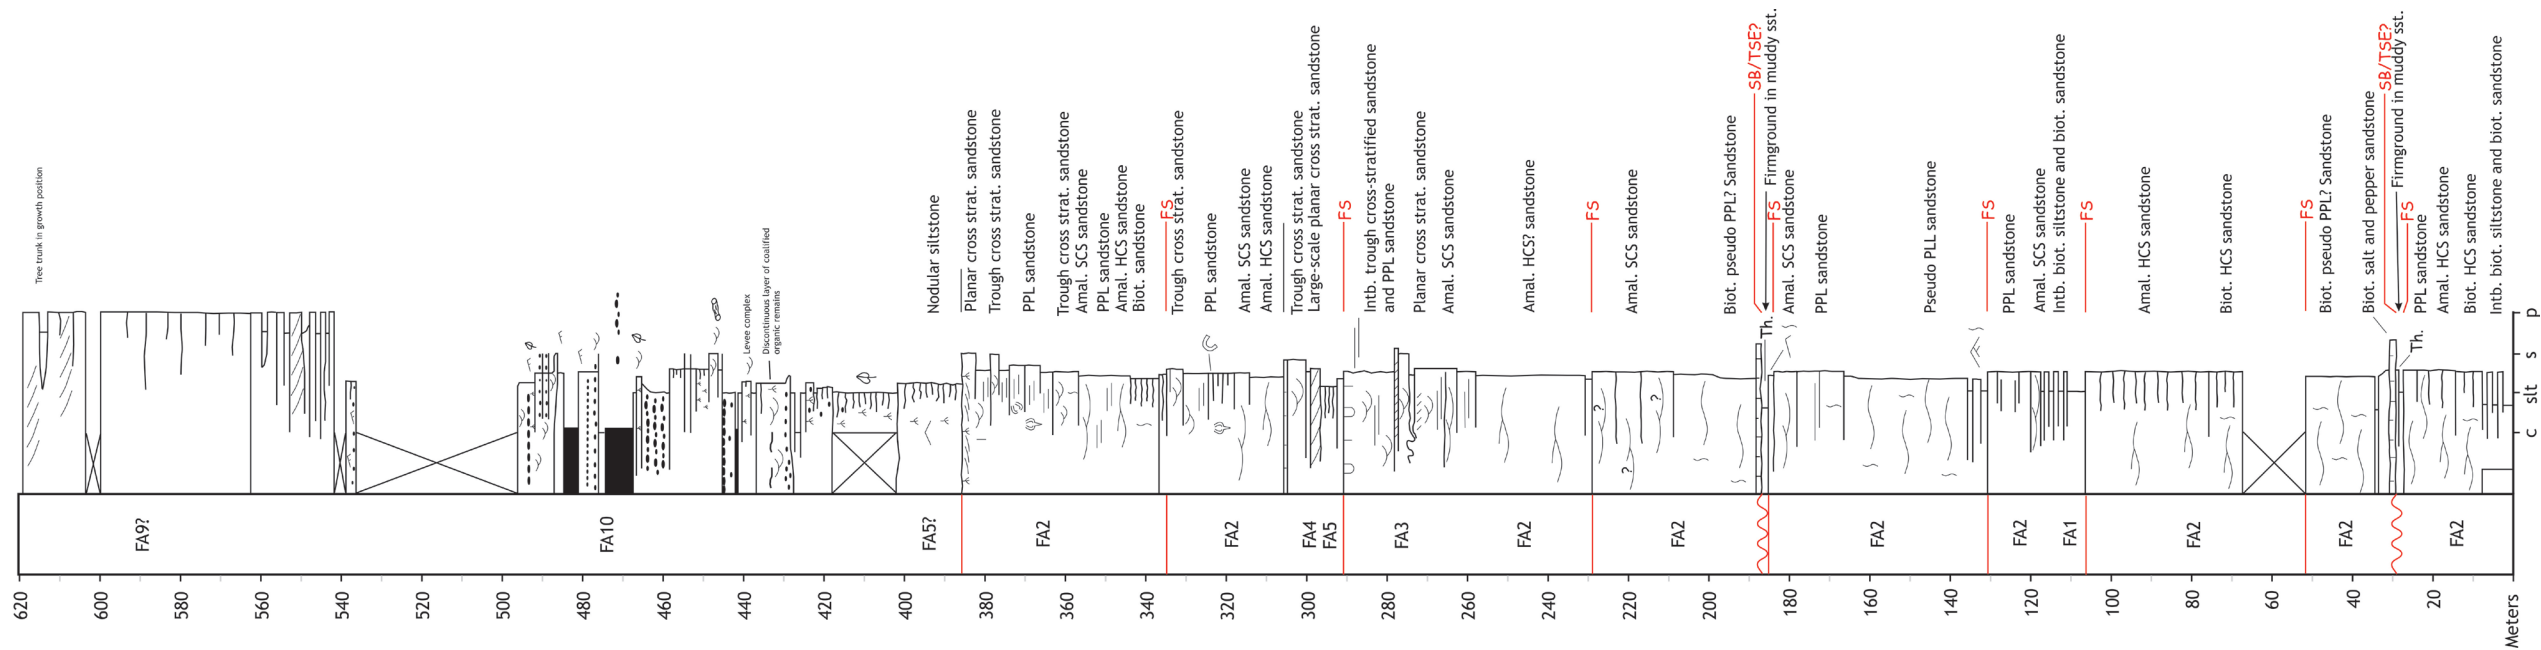 Tree trunk in growth position
Levee complex
Discontinuous layer of coalified
organic remains
Nodular siltstone
Planar cross strat. sandstone
Trough cross strat. sandstone
PPL sandstone
Trough cross strat. sandstone
Amal. SCS sandstone
PPL sandstone
Amal. HCS sandstone
Biot. sandstone
FS
Trough cross strat. sandstone
PPL sandstone
Amal. SCS sandstone
Amal. HCS sandstone
Trough cross strat. sandstone
Large-scale planar cross strat. sandstone
FS
Intb. trough cross-stratified sandstone
and PPL sandstone
Planar cross strat. sandstone
Amal. SCS sandstone
Amal. HCS? sandstone
FS
Amal. SCS sandstone
Biot. pseudo PPL? Sandstone
SB/TSE?
Firmground in muddy sst.
FS
Amal. SCS sandstone
PPL sandstone
Pseudo PLL sandstone
FS
PPL sandstone
Amal. SCS sandstone
Intb. biot. siltstone and biot. sandstone
FS
Amal. HCS sandstone
Biot. HCS sandstone
FS
Biot. pseudo PPL? Sandstone
Biot. salt and pepper sandstone
SB/TSE?
Firmground in muddy sst.
FS
PPL sandstone
Amal. HCS sandstone
Biot. HCS sandstone
Intb. biot. siltstone and biot. sandstone
Th.
Th.
? ? ?
p
s
slt
c
FA9?
FA10
FA5?
FA2
FA2
FA4
FA5
FA3
FA2
FA2
FA2
FA2
FA1
FA2
FA2
FA2
620 600 580 560 540 520 500 480 460 440 420 400 380 360 340 320 300 280 260 240 220 200 180 160 140 120 100 80 60 40 20
Meters